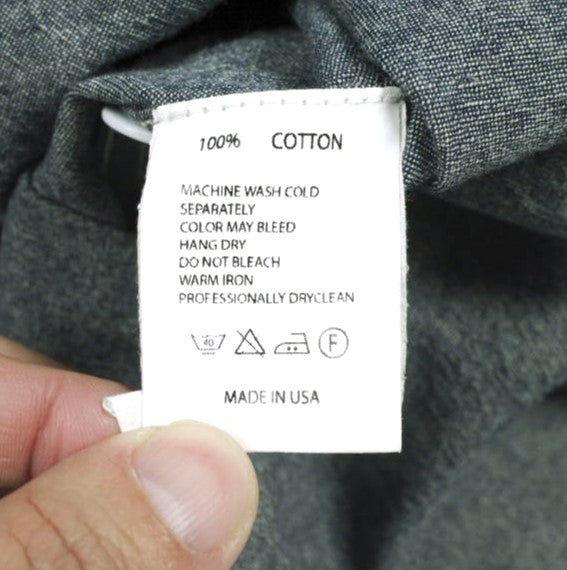 100% COTTON
MACHINE WASH COLD
SEPARATELY
COLOR MAY BLEED
HANG DRY
DO NOT BLEACH
WARM IRON
PROFESSIONALLY DRYCLEAN
40 F
MADE IN USA